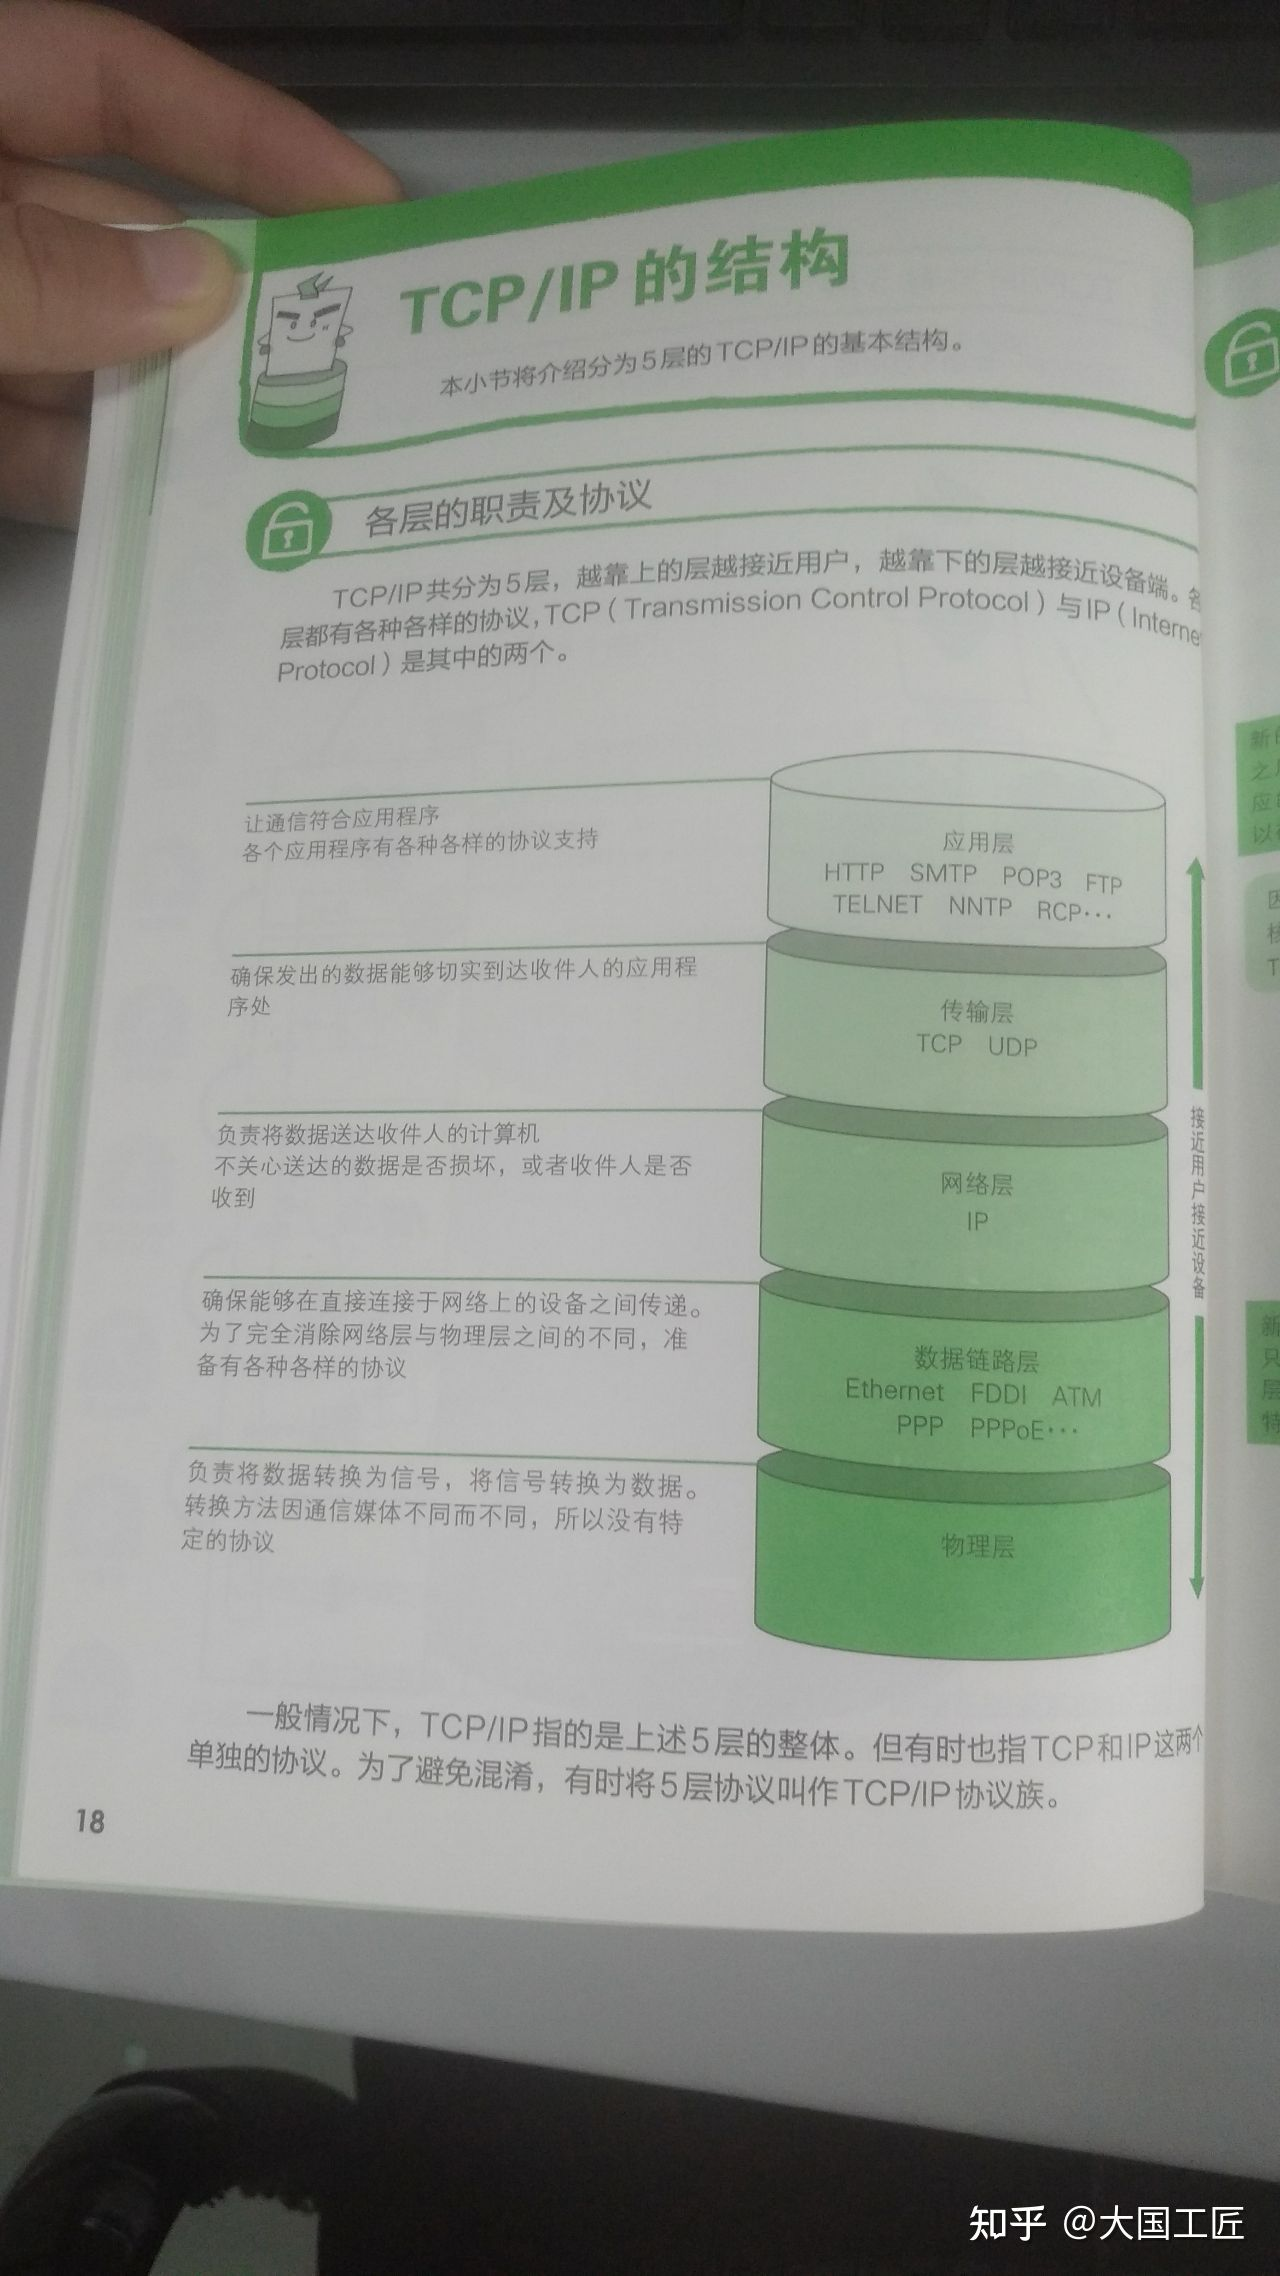 TCP/IP的结构
本小节将介绍分为5层的TCP/IP的基本结构。
各层的职责及协议
TCP/IP共分为5层，越靠上的层越接近用户，越靠下的层越接近设备端。各
层都有各种各样的协议，TCP（Transmission Control Protocol）与IP（Internet
Protocol）是其中的两个。
让通信符合应用程序
各个应用程序有各种各样的协议支持
应用层
HTTP SMTP POP3 FTP
TELNET NNTP RCP…
确保发出的数据能够切实到达收件人的应用程
序处
传输层
TCP UDP
负责将数据送达收件人的计算机
不关心送达的数据是否损坏，或者收件人是否
收到
网络层
IP
确保能够在直接连接于网络上的设备之间传递。
为了完全消除网络层与物理层之间的不同，准
备有各种各样的协议
数据链路层
Ethernet FDDI ATM
PPP PPPoE…
负责将数据转换为信号，将信号转换为数据。
转换方法因通信媒体不同而不同，所以没有特
定的协议
物理层
接近用户接近设备
一般情况下，TCP/IP指的是上述5层的整体。但有时也指TCP和IP这两个
单独的协议。为了避免混淆，有时将5层协议叫作TCP/IP协议族。
18
新
之
应
以
T
新
只
层
特
知乎 @大国工匠